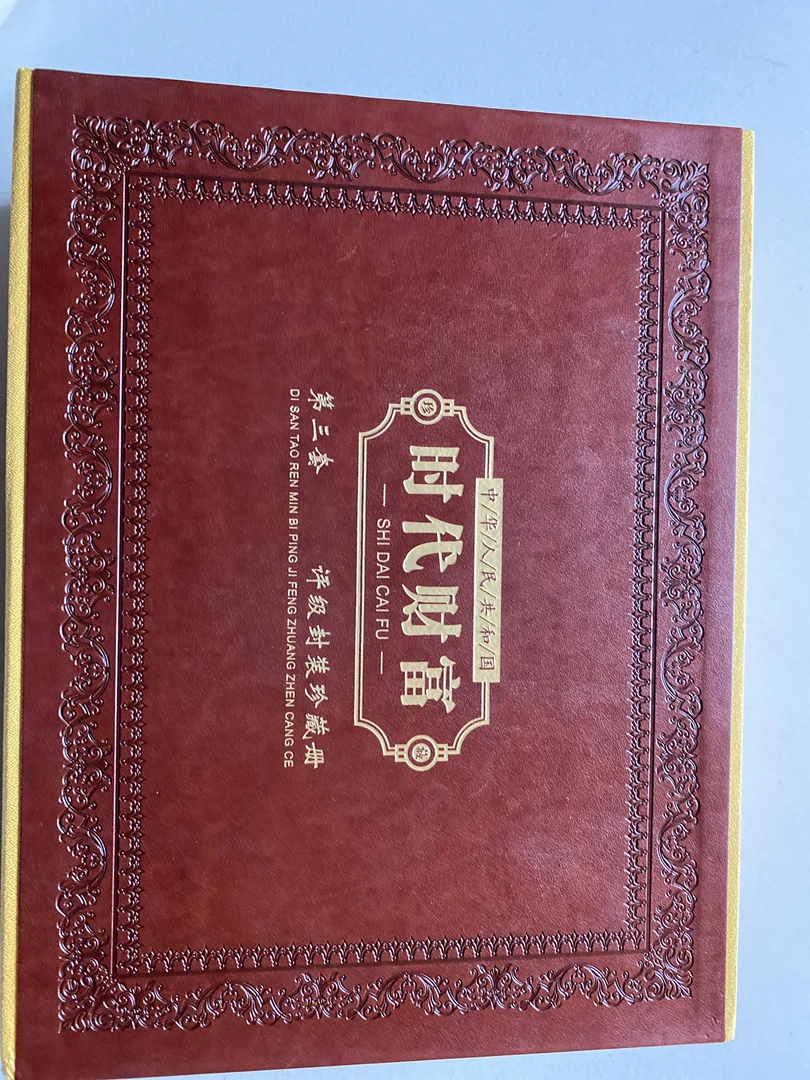 中/华/人/民/共/和/国
珍 时代财富 藏
— SHI DAI CAI FU —
第三套 评级封装珍藏册
DI SAN TAO REN MIN BI PING JI FENG ZHUANG ZHEN CANG CE